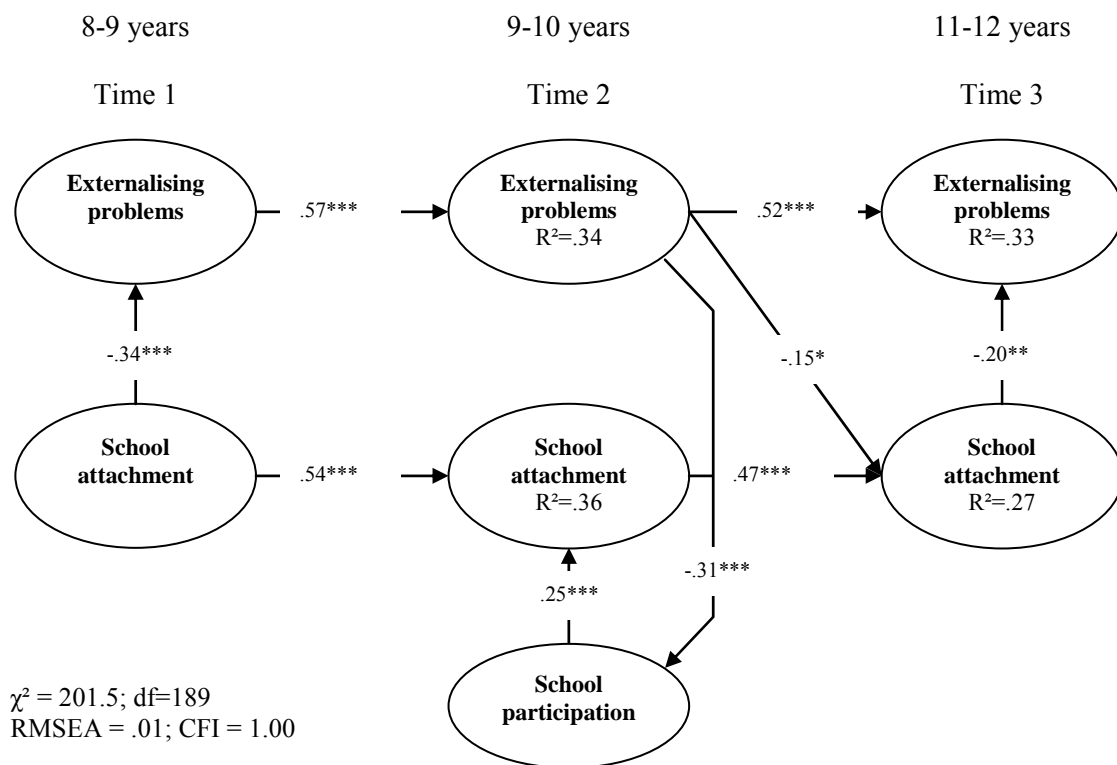 8-9 years
9-10 years
11-12 years
Time 1
Time 2
Time 3
Externalising
problems
.57***
Externalising
problems
R²=.34
.52***
Externalising
problems
R²=.33
-.34***
-.15*
-.20**
School
attachment
.54***
School
attachment
R²=.36
.47***
School
attachment
R²=.27
.25***
-.31***
School
participation
χ² = 201.5; df=189
RMSEA = .01; CFI = 1.00